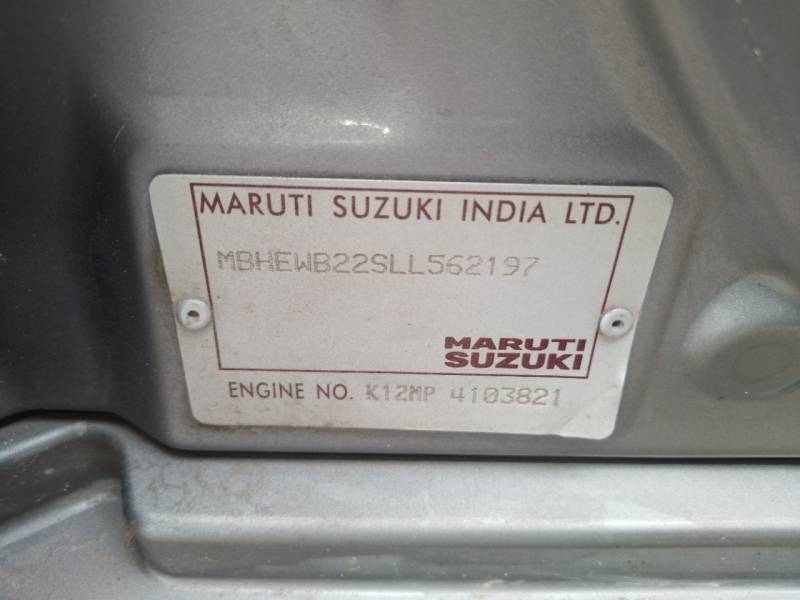 MARUTI SUZUKI INDIA LTD.
MBHEWB22SLL562197
MARUTI
SUZUKI
ENGINE NO. K12MP 4103821